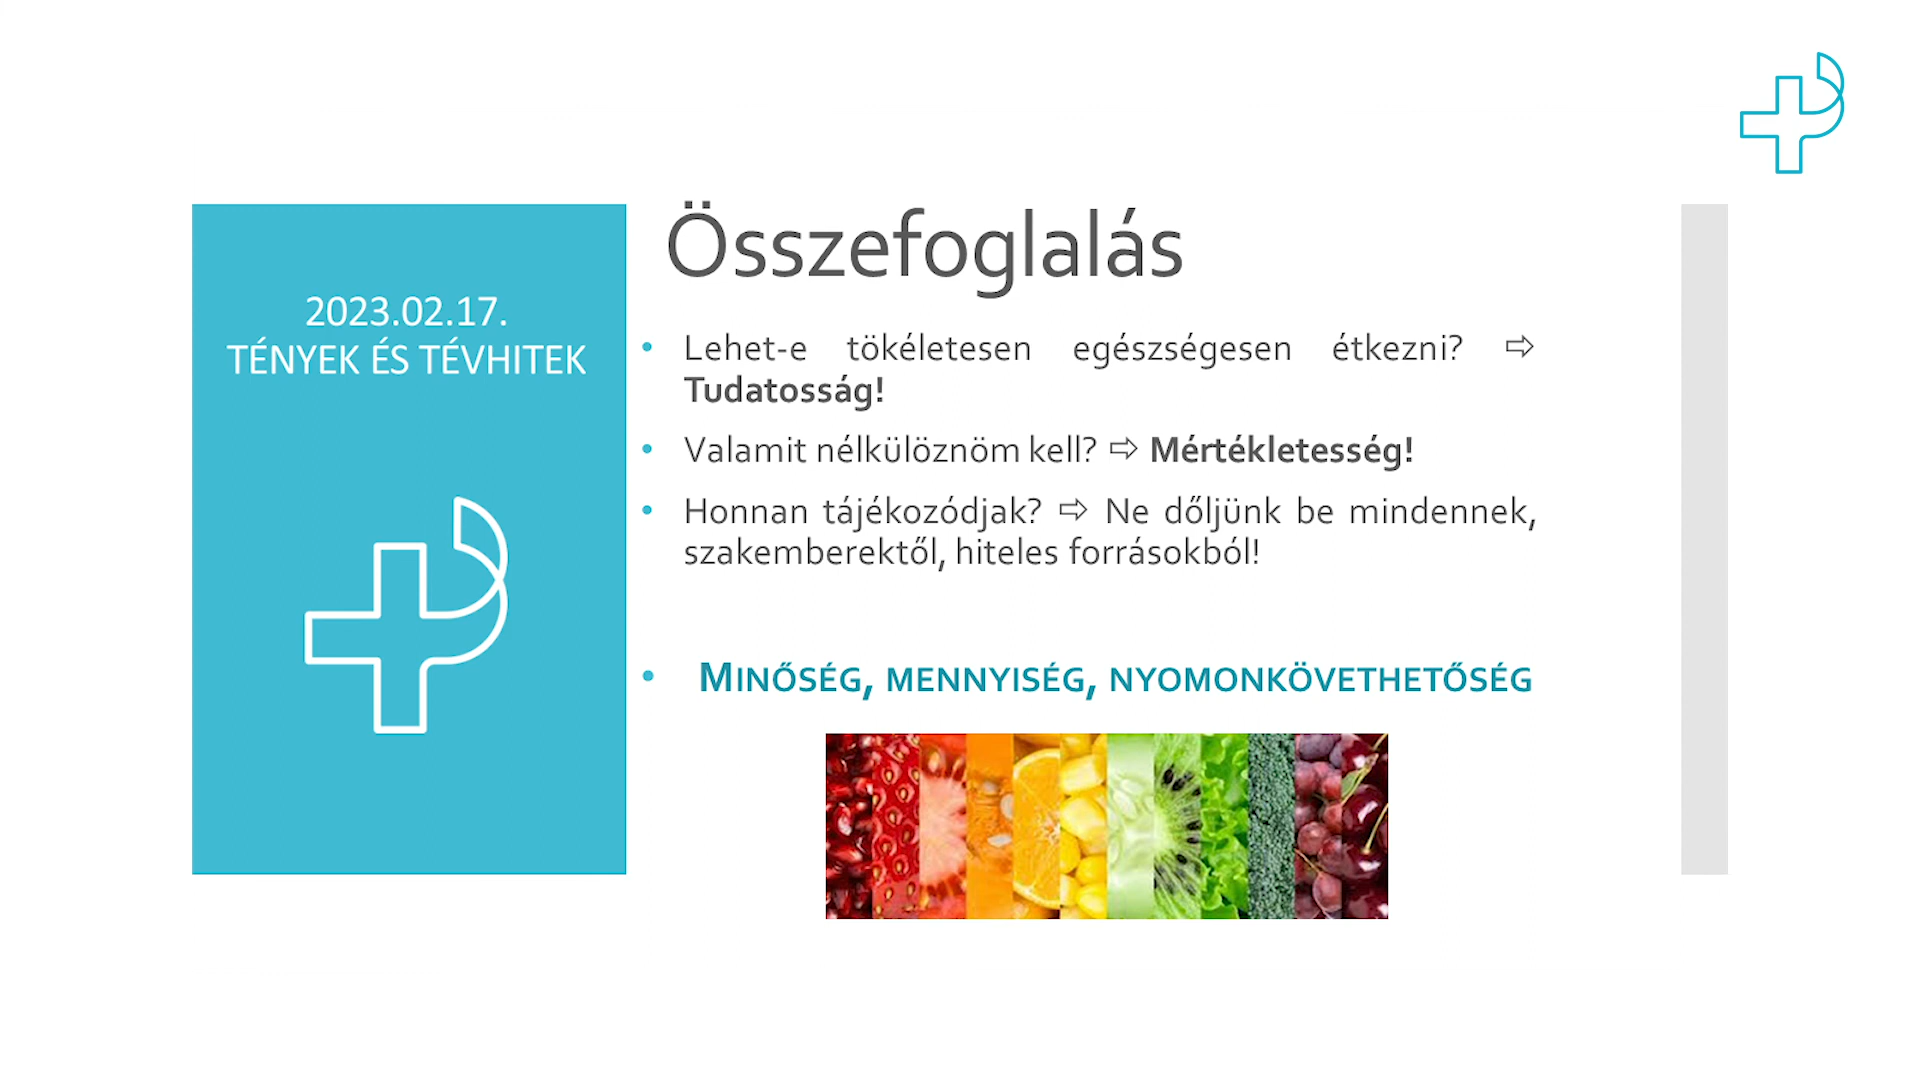 2023.02.17.
TÉNYEK ÉS TÉVHITEK
Összefoglalás
• Lehet-e tökéletesen egészségesen étkezni? ⇨
Tudatosság!
• Valamit nélkülöznöm kell? ⇨ Mértékletesség!
• Honnan tájékozódjak? ⇨ Ne dőljünk be mindennek,
szakemberektől, hiteles forrásokból!
• MINŐSÉG, MENNYISÉG, NYOMONKÖVETHETŐSÉG